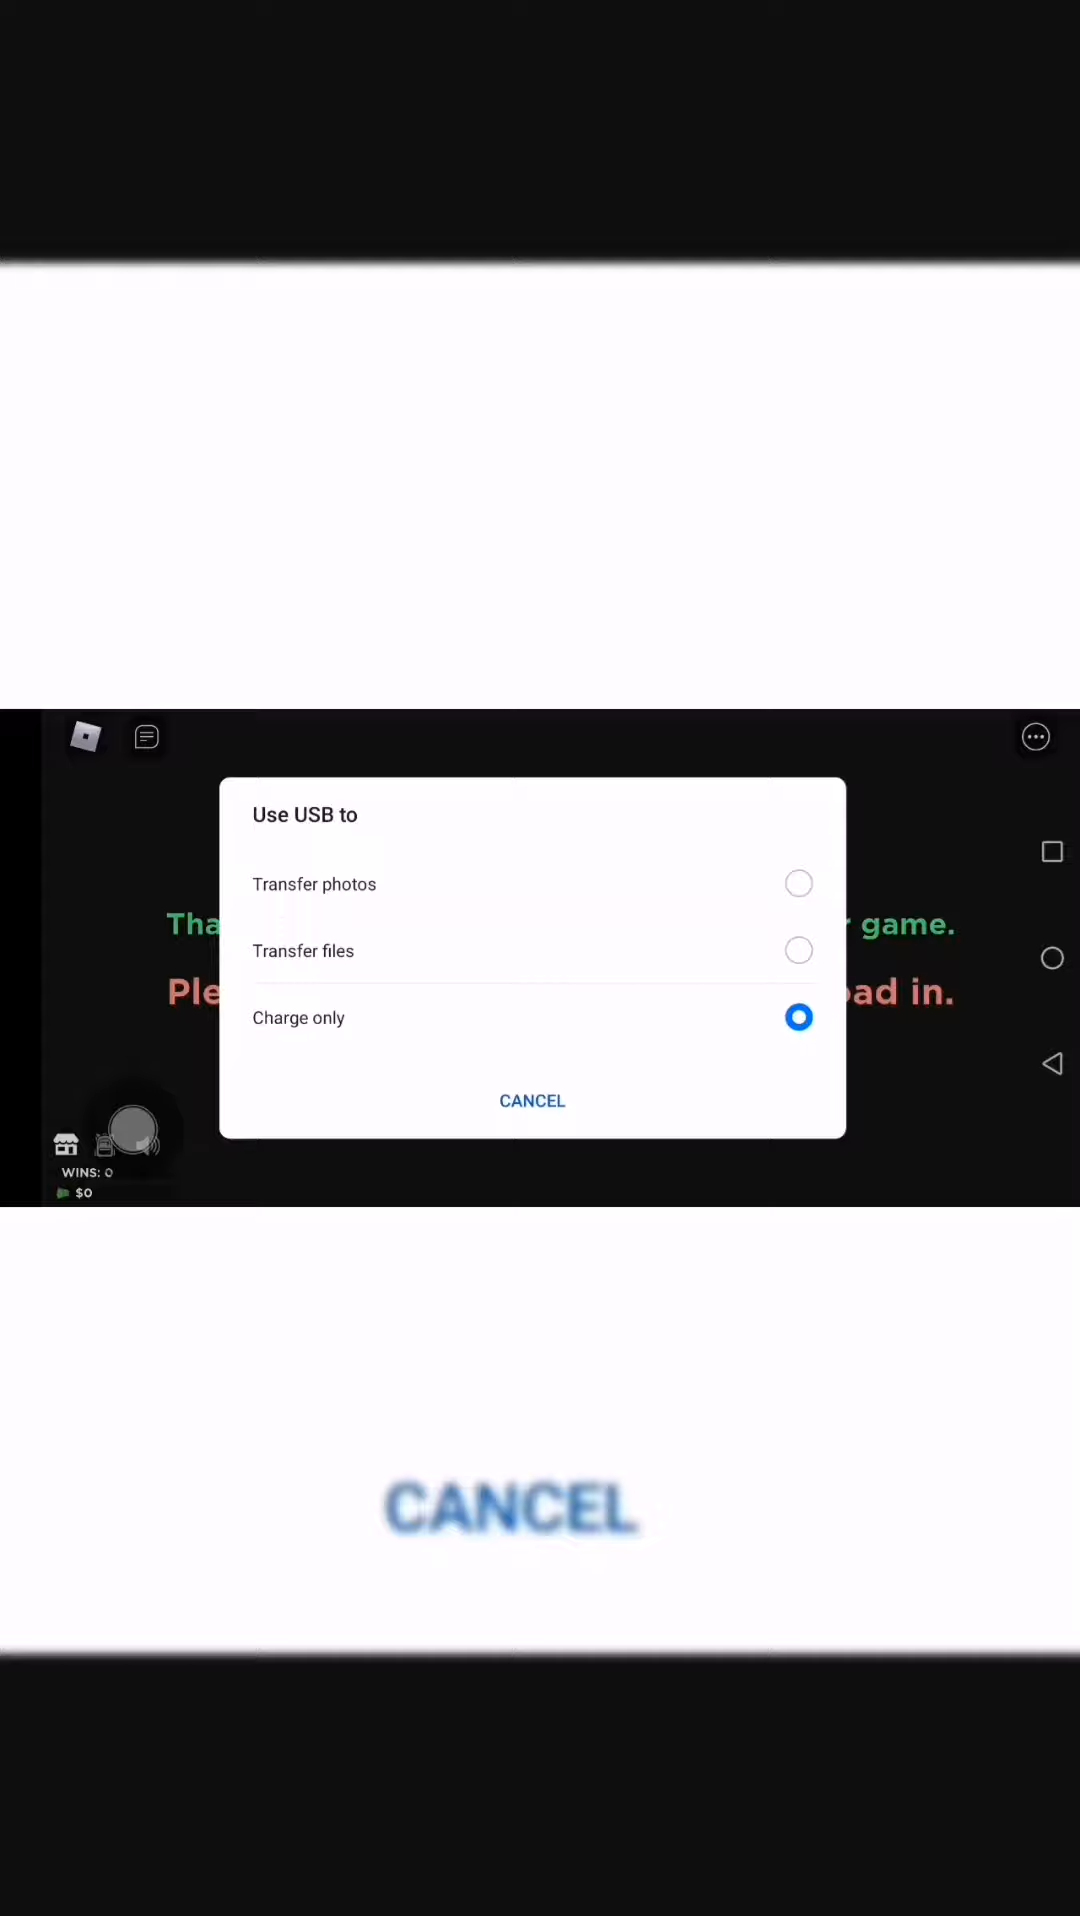 Use USB to
Transfer photos
Tha game.
Transfer files
Ple ad in.
Charge only
CANCEL
WINS: 0
$0
CANCEL